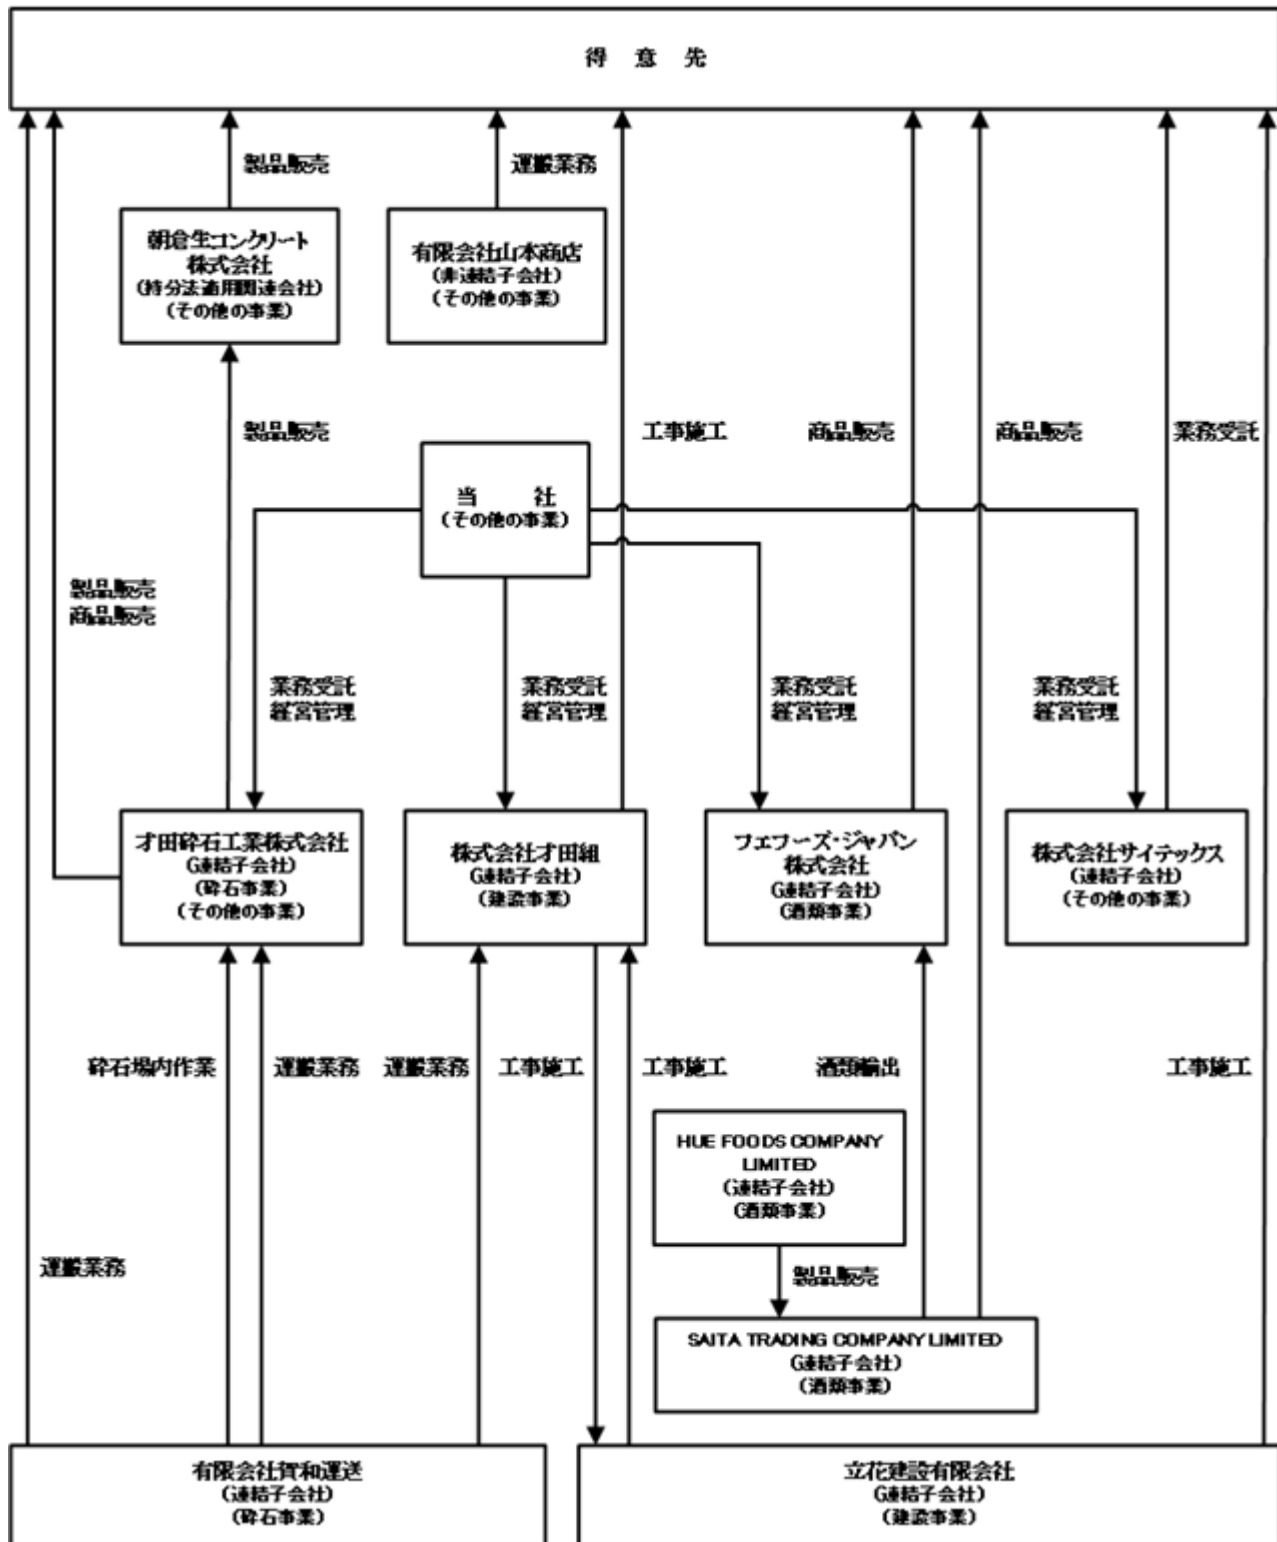 得 意 先
製品販売
運搬業務
朝倉生コンクリート
株式会社
(持分法適用関連会社)
(その他の事業)
有限会社山本商店
(非連結子会社)
(その他の事業)
製品販売
工事施工
商品販売
商品販売
業務受託
当 社
(その他の事業)
製品販売
商品販売
業務受託
経営管理
業務受託
経営管理
業務受託
経営管理
業務受託
経営管理
才田砕石工業株式会社
(連結子会社)
(砕石事業)
(その他の事業)
株式会社才田組
(連結子会社)
(建設事業)
フエフーズ・ジャパン
株式会社
(連結子会社)
(酒類事業)
株式会社サイテックス
(連結子会社)
(その他の事業)
砕石場内作業
運搬業務
運搬業務
工事施工
工事施工
酒類輸出
工事施工
HUE FOODS COMPANY
LIMITED
(連結子会社)
(酒類事業)
運搬業務
製品販売
SAITA TRADING COMPANY LIMITED
(連結子会社)
(酒類事業)
有限会社賀和運送
(連結子会社)
(砕石事業)
立花建設有限会社
(連結子会社)
(建設事業)